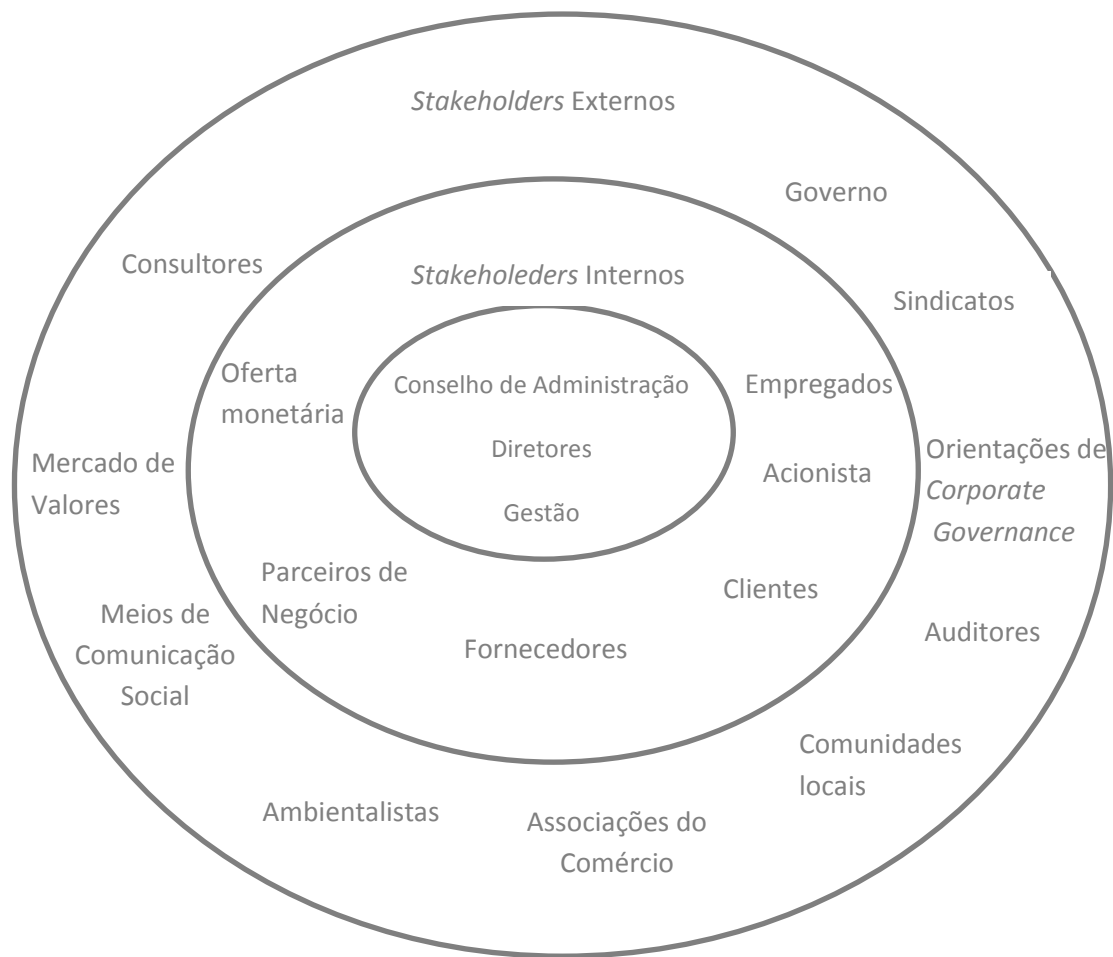 Stakeholders Externos
Governo
Consultores
Stakeholeders Internos
Sindicatos
Oferta
monetária
Conselho de Administração
Empregados
Diretores
Acionista
Gestão
Mercado de
Valores
Orientações de
Corporate
Governance
Parceiros de
Negócio
Clientes
Fornecedores
Meios de
Comunicação
Social
Auditores
Comunidades
locais
Ambientalistas
Associações do
Comércio